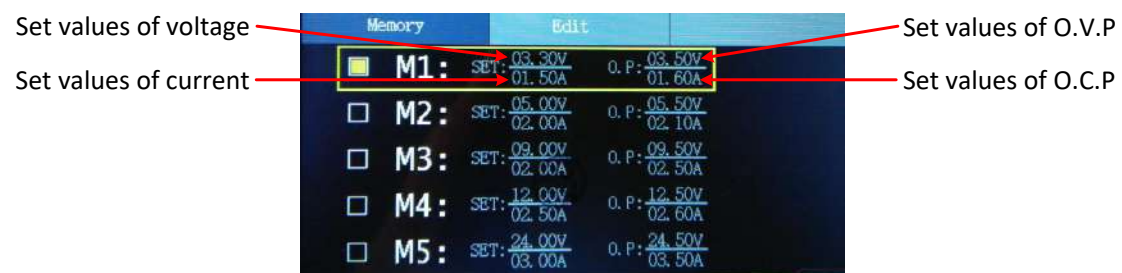 Set values of voltage
Memory Edit
Set values of O.V.P
M1: SET: 03.30V O.P: 03.50V
01.50A 01.60A
Set values of current
Set values of O.C.P
M2: SET: 05.00V O.P: 05.50V
02.00A 02.10A
M3: SET: 09.00V O.P: 09.50V
02.00A 02.50A
M4: SET: 12.00V O.P: 12.50V
02.50A 02.60A
M5: SET: 24.00V O.P: 24.50V
03.00A 03.50A